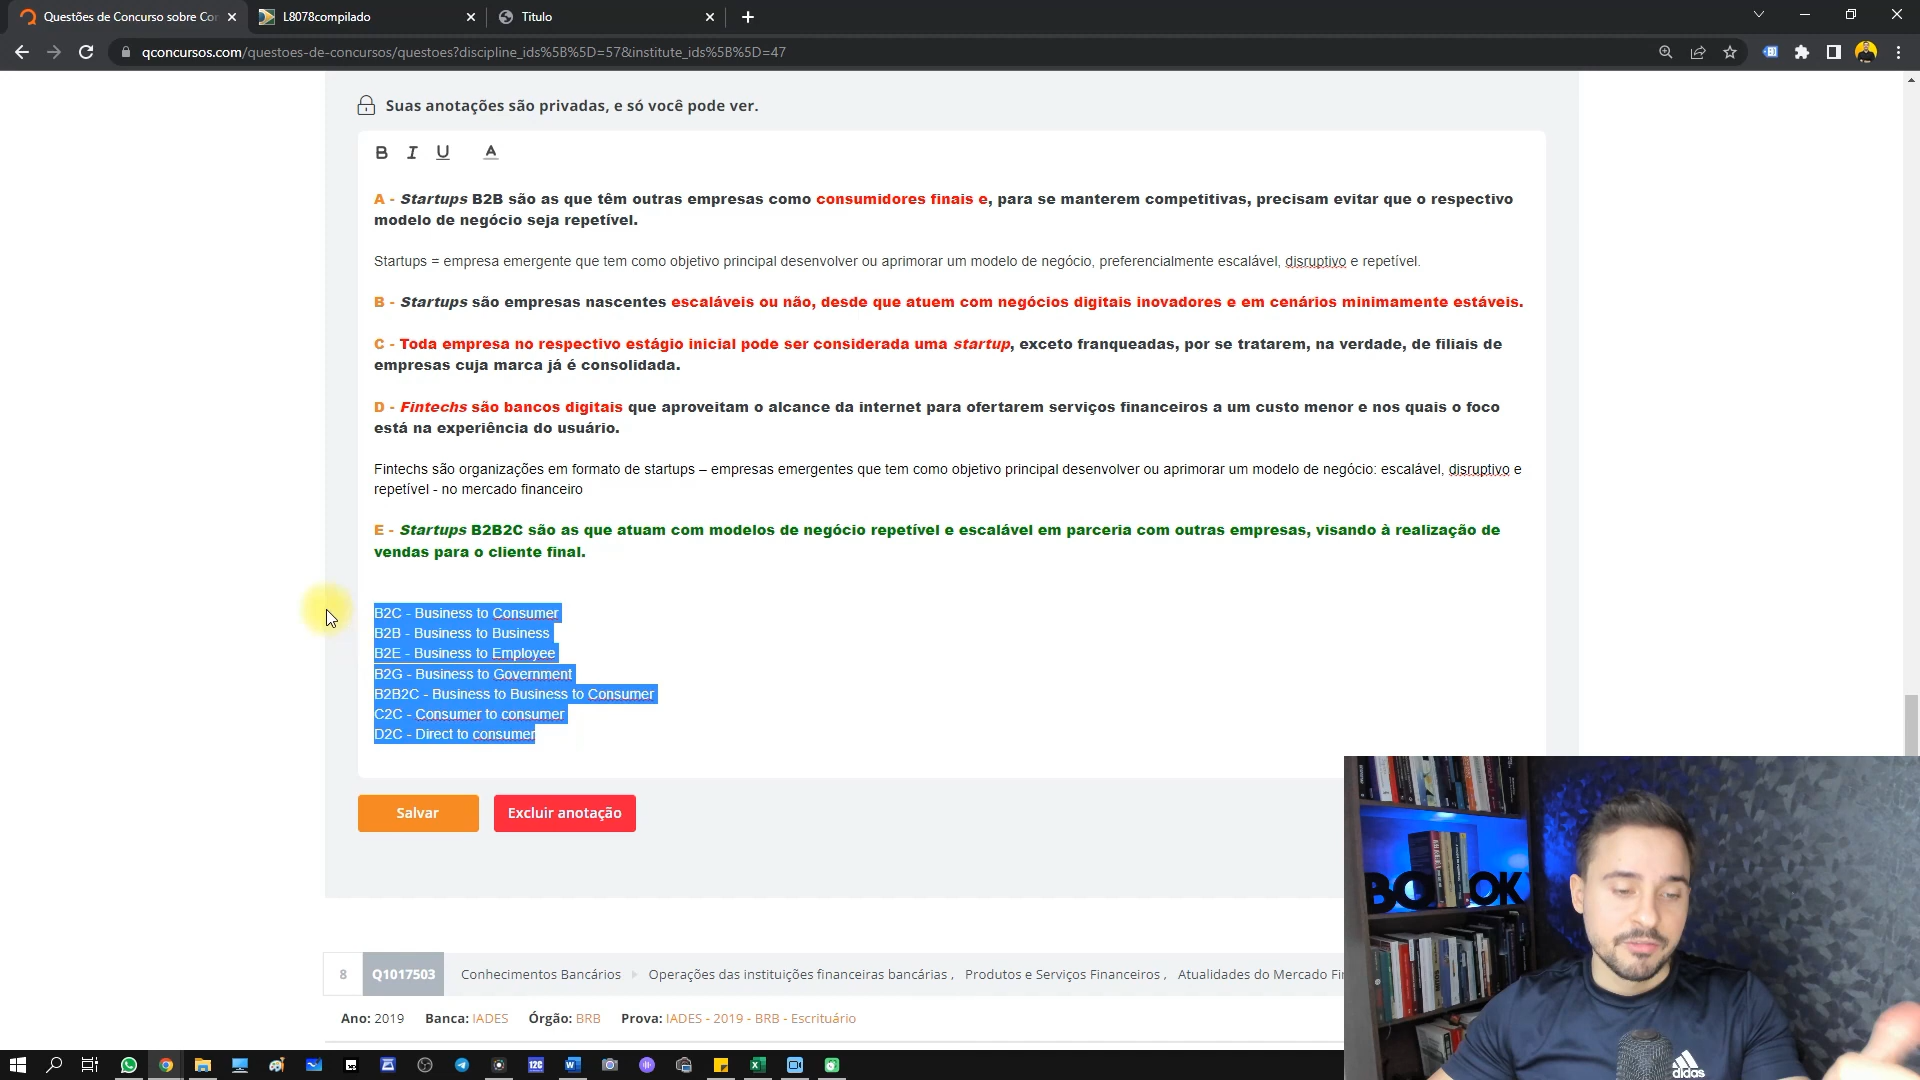 Questões de Concurso sobre Co
L8078compilado
Titulo
qconcursos.com/questoes-de-concursos/questoes?discipline_ids%5B%5D=57&institute_ids%5B%5D=47
Suas anotações são privadas, e só você pode ver.
B I U A
A - Startups B2B são as que têm outras empresas como consumidores finais e, para se manterem competitivas, precisam evitar que o respectivo
modelo de negócio seja repetível.
Startups = empresa emergente que tem como objetivo principal desenvolver ou aprimorar um modelo de negócio, preferencialmente escalável, disruptivo e repetível.
B - Startups são empresas nascentes escaláveis ou não, desde que atuem com negócios digitais inovadores e em cenários minimamente estáveis.
C - Toda empresa no respectivo estágio inicial pode ser considerada uma startup, exceto franqueadas, por se tratarem, na verdade, de filiais de
empresas cuja marca já é consolidada.
D - Fintechs são bancos digitais que aproveitam o alcance da internet para ofertarem serviços financeiros a um custo menor e nos quais o foco
está na experiência do usuário.
Fintechs são organizações em formato de startups – empresas emergentes que tem como objetivo principal desenvolver ou aprimorar um modelo de negócio: escalável, disruptivo e
repetível - no mercado financeiro
E - Startups B2B2C são as que atuam com modelos de negócio repetível e escalável em parceria com outras empresas, visando à realização de
vendas para o cliente final.
B2C - Business to Consumer
B2B - Business to Business
B2E - Business to Employee
B2G - Business to Government
B2B2C - Business to Business to Consumer
C2C - Consumer to consumer
D2C - Direct to consumer
Salvar
Excluir anotação
BOOK
8 Q1017503 Conhecimentos Bancários Operações das instituições financeiras bancárias , Produtos e Serviços Financeiros , Atualidades do Mercado Fi
Ano: 2019 Banca: IADES Órgão: BRB Prova: IADES - 2019 - BRB - Escriturário
12C
adidas